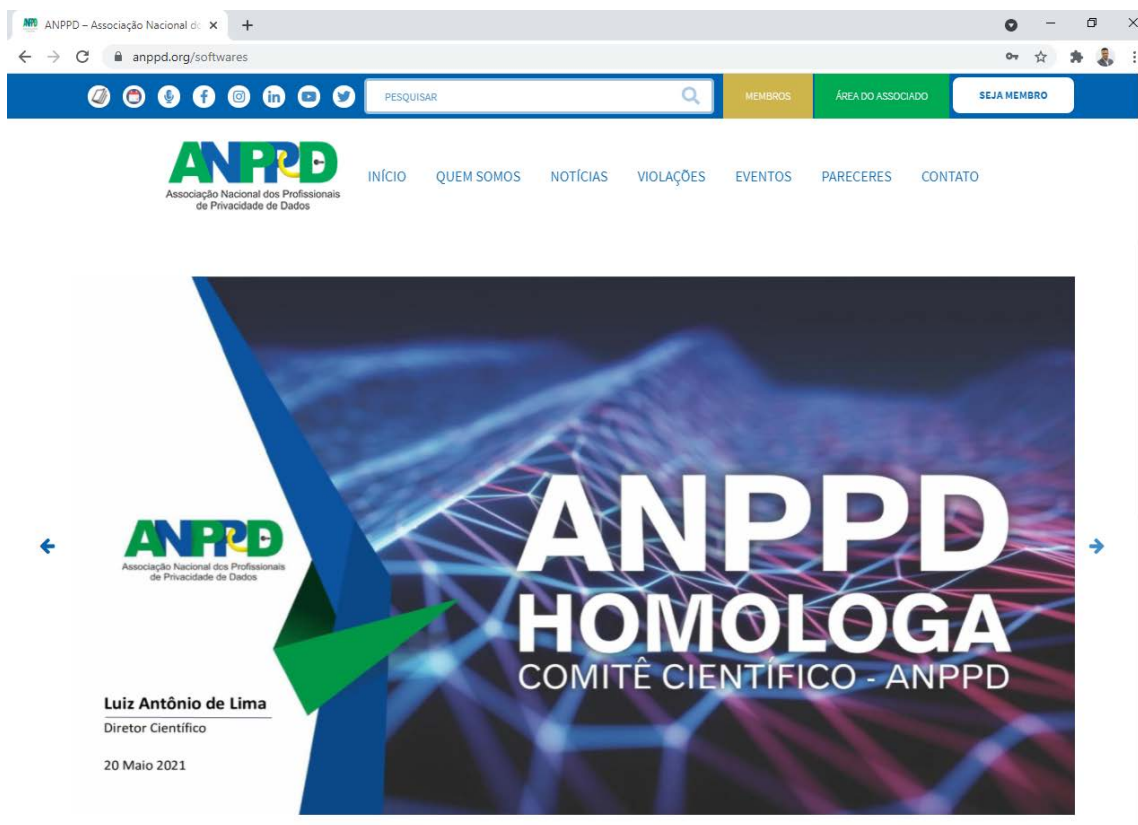 ANPPD – Associação Nacional do
anppd.org/softwares
PESQUISAR
MEMBROS
ÁREA DO ASSOCIADO
SEJA MEMBRO
ANPPD
Associação Nacional dos Profissionais
de Privacidade de Dados
INÍCIO QUEM SOMOS NOTÍCIAS VIOLAÇÕES EVENTOS PARECERES CONTATO
ANPPD
Associação Nacional dos Profissionais
de Privacidade de Dados
ANPPD
HOMOLOGA
COMITÊ CIENTÍFICO - ANPPD
Luiz Antônio de Lima
Diretor Científico
20 Maio 2021